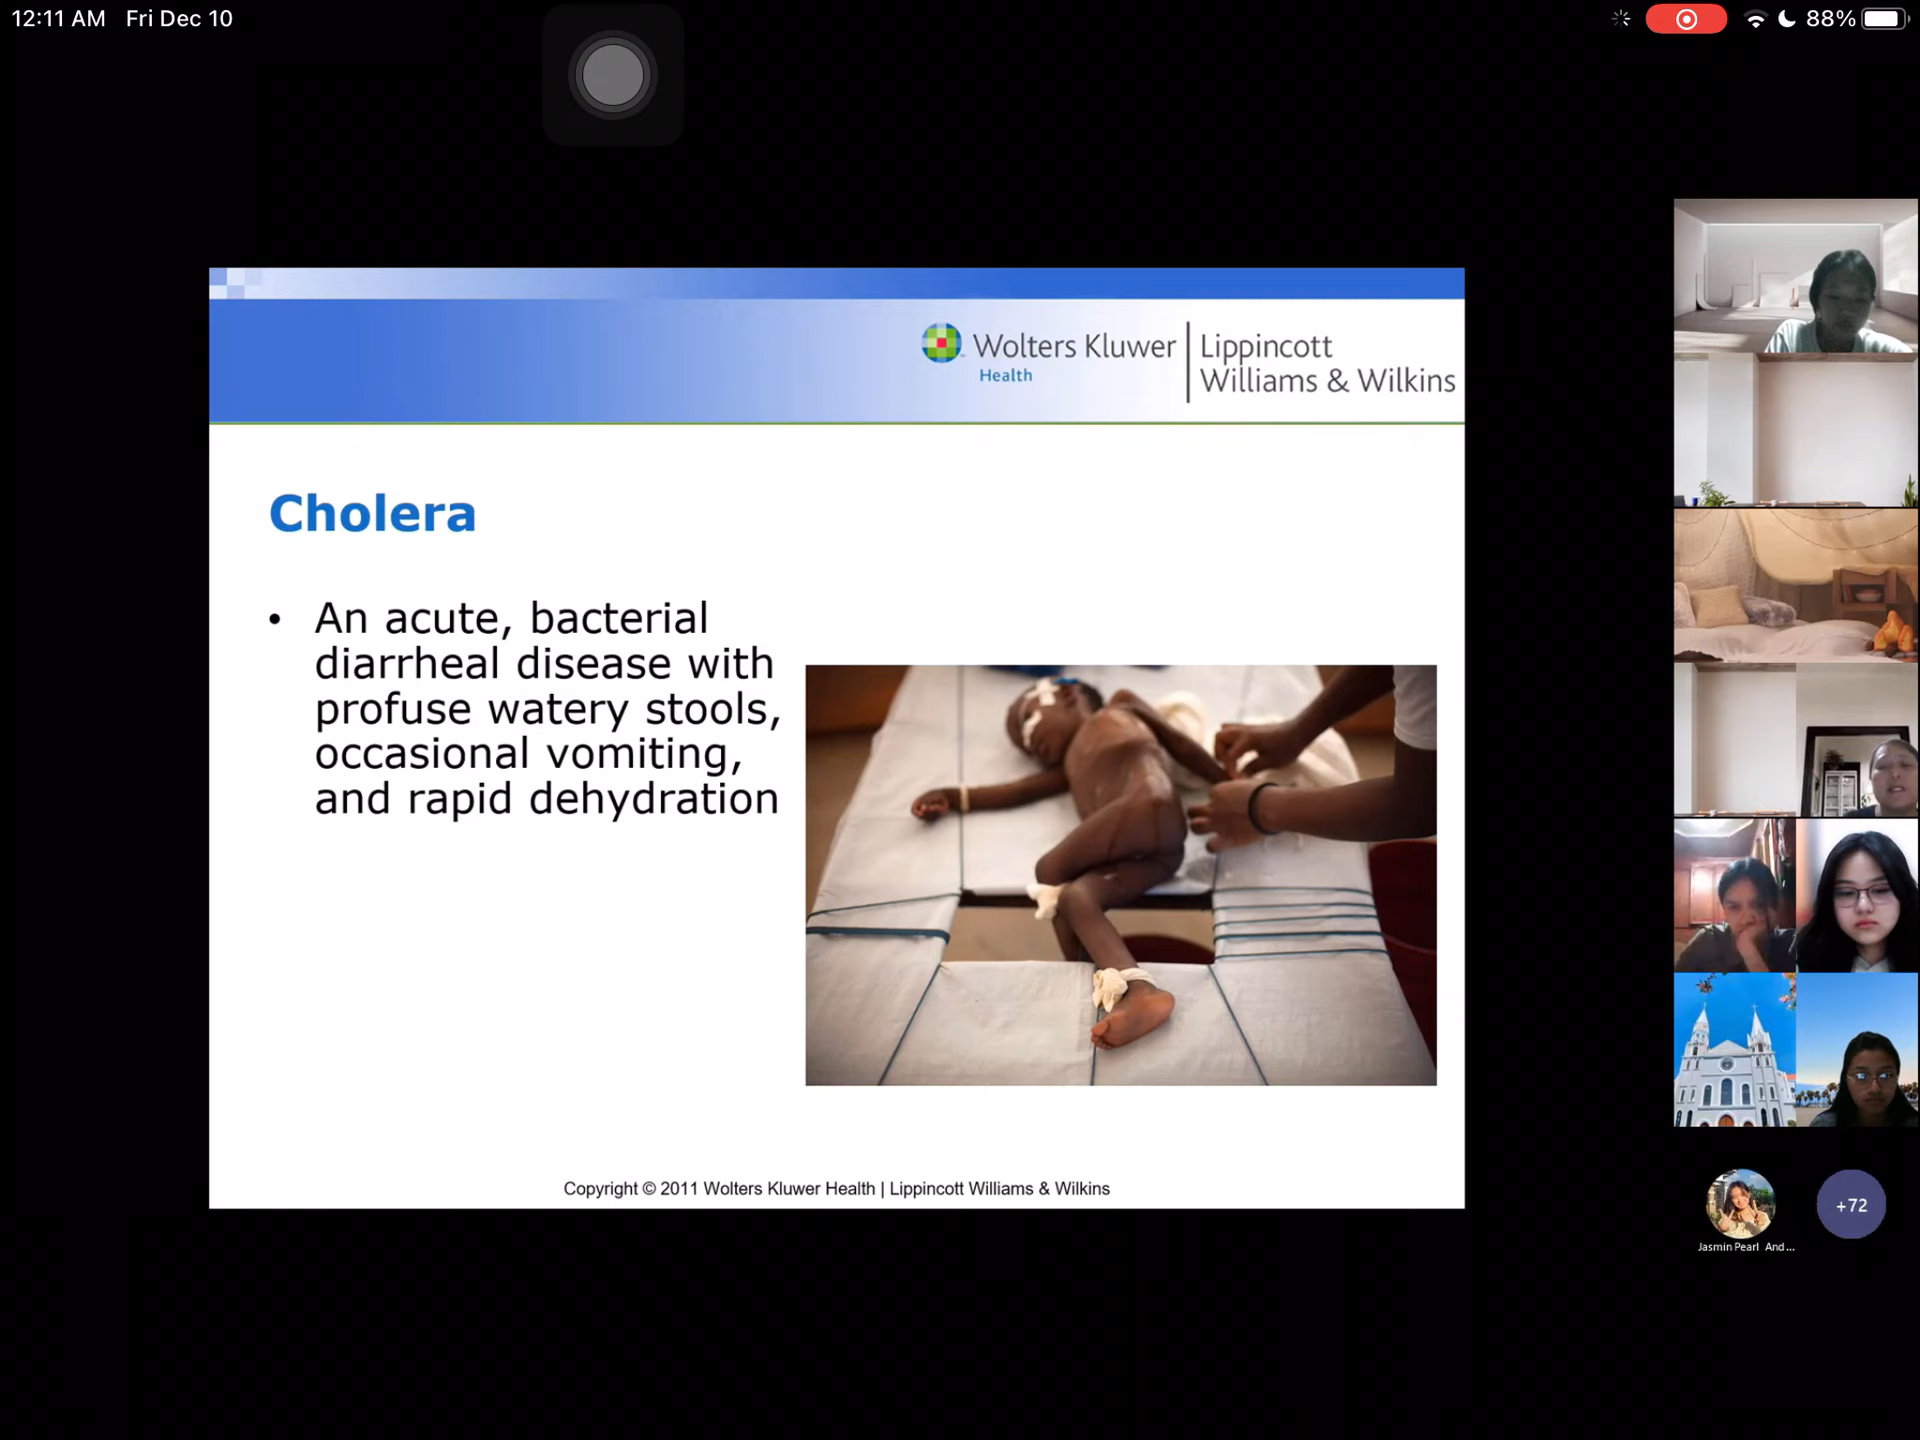 12:11 AM Fri Dec 10
88%
Wolters Kluwer
Health
Lippincott
Williams & Wilkins
Cholera
• An acute, bacterial
diarrheal disease with
profuse watery stools,
occasional vomiting,
and rapid dehydration
Copyright © 2011 Wolters Kluwer Health | Lippincott Williams & Wilkins
+72
Jasmin Pearl And...